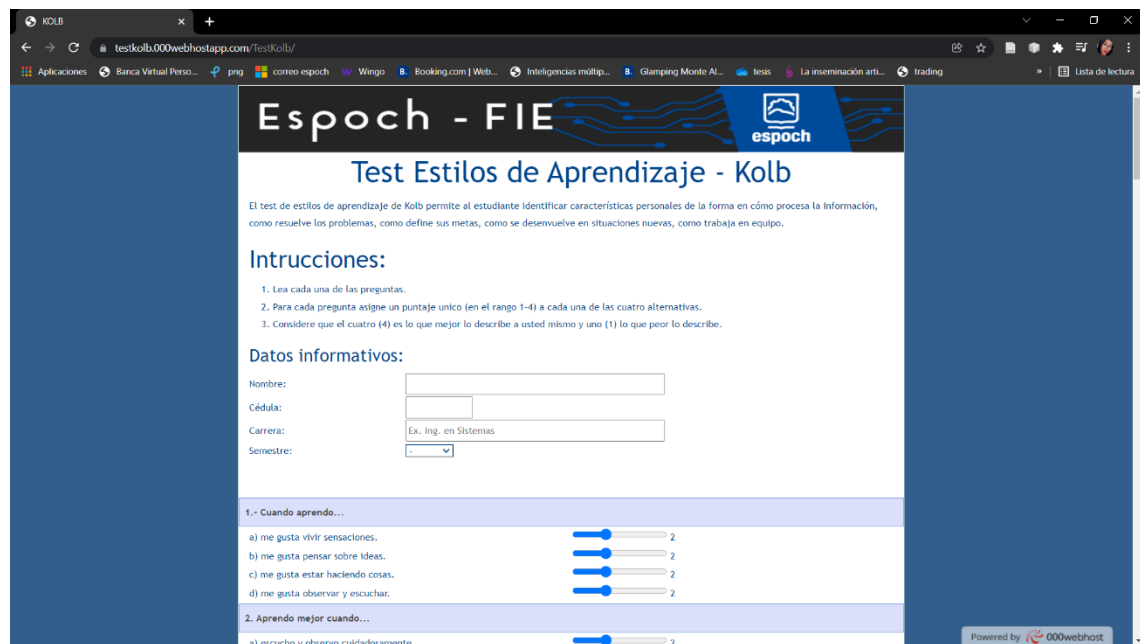 KOLB
testkolb.000webhostapp.com/TestKolb/
Aplicaciones Banca Virtual Perso... png correo espoch Wingo Booking.com | Web... Inteligencias múltip... Glamping Monte Al... tesis La inseminación arti... trading » Lista de lectura
Espoch - FIE
espoch
Test Estilos de Aprendizaje - Kolb
El test de estilos de aprendizaje de Kolb permite al estudiante identificar características personales de la forma en cómo procesa la información,
como resuelve los problemas, como define sus metas, como se desenvuelve en situaciones nuevas, como trabaja en equipo.
Intrucciones:
1. Lea cada una de las preguntas.
2. Para cada pregunta asigne un puntaje unico (en el rango 1-4) a cada una de las cuatro alternativas.
3. Considere que el cuatro (4) es lo que mejor lo describe a usted mismo y uno (1) lo que peor lo describe.
Datos informativos:
Nombre:
Cédula:
Carrera: Ex. Ing. en Sistemas
Semestre: -
1.- Cuando aprendo...
a) me gusta vivir sensaciones. 2
b) me gusta pensar sobre ideas. 2
c) me gusta estar haciendo cosas. 2
d) me gusta observar y escuchar. 2
2. Aprendo mejor cuando...
a) escucho y observo cuidadosamente 2
Powered by 000webhost